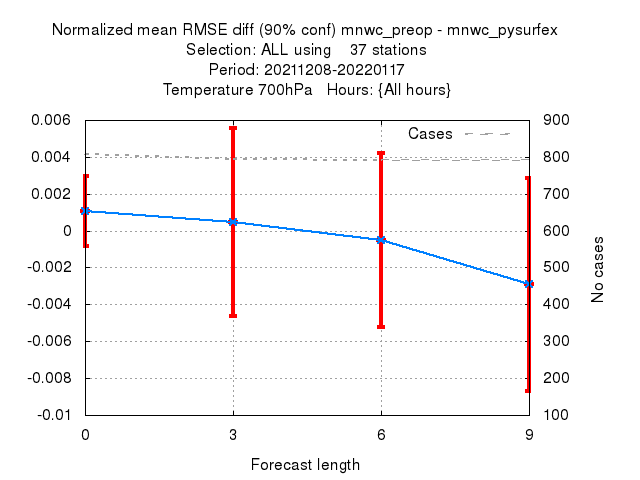 Normalized mean RMSE diff (90% conf) mnwc_preop - mnwc_pysurfex
Selection: ALL using    37 stations
Period: 20211208-20220117
Temperature 700hPa   Hours: {All hours}
0.006
0.004
0.002
0
-0.002
-0.004
-0.006
-0.008
-0.01
Cases
900
800
700
600
500
400
300
200
100
No cases
0 3 6 9
Forecast length